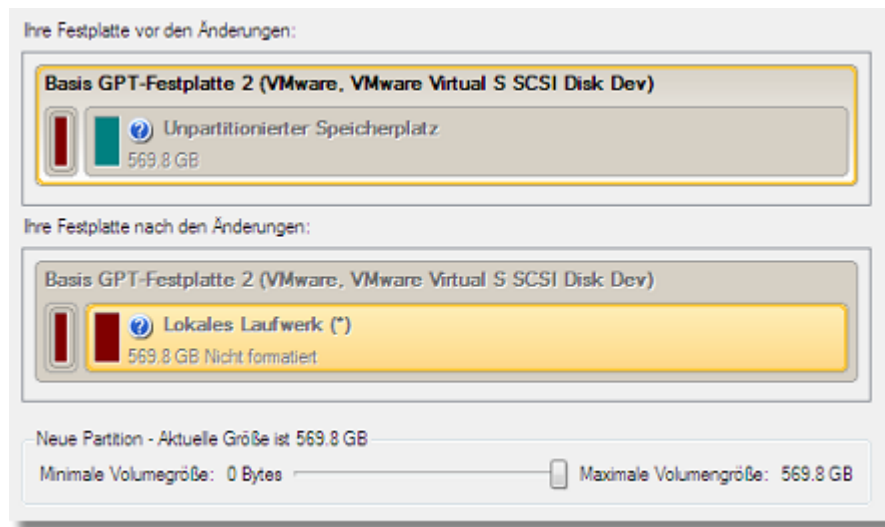 Ihre Festplatte vor den Änderungen:
Basis GPT-Festplatte 2 (VMware, VMware Virtual S SCSI Disk Dev)
Unpartitionierter Speicherplatz
569.8 GB
Ihre Festplatte nach den Änderungen:
Basis GPT-Festplatte 2 (VMware, VMware Virtual S SCSI Disk Dev)
Lokales Laufwerk (*)
569.8 GB Nicht formatiert
Neue Partition - Aktuelle Größe ist 569.8 GB
Minimale Volumegröße: 0 Bytes Maximale Volumengröße: 569.8 GB